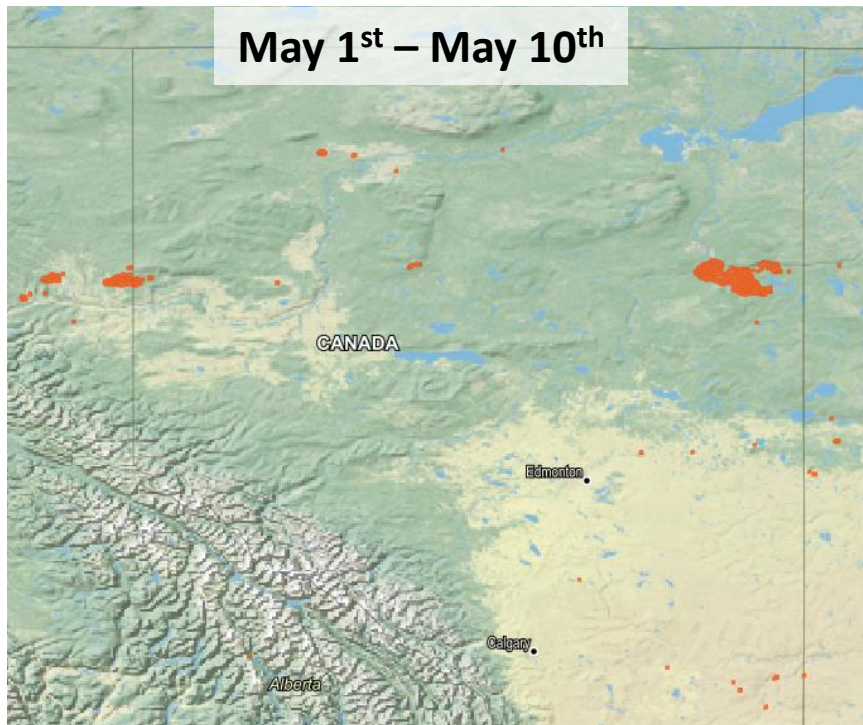 May 1st – May 10th
CANADA
Edmonton
Calgary
Alberta